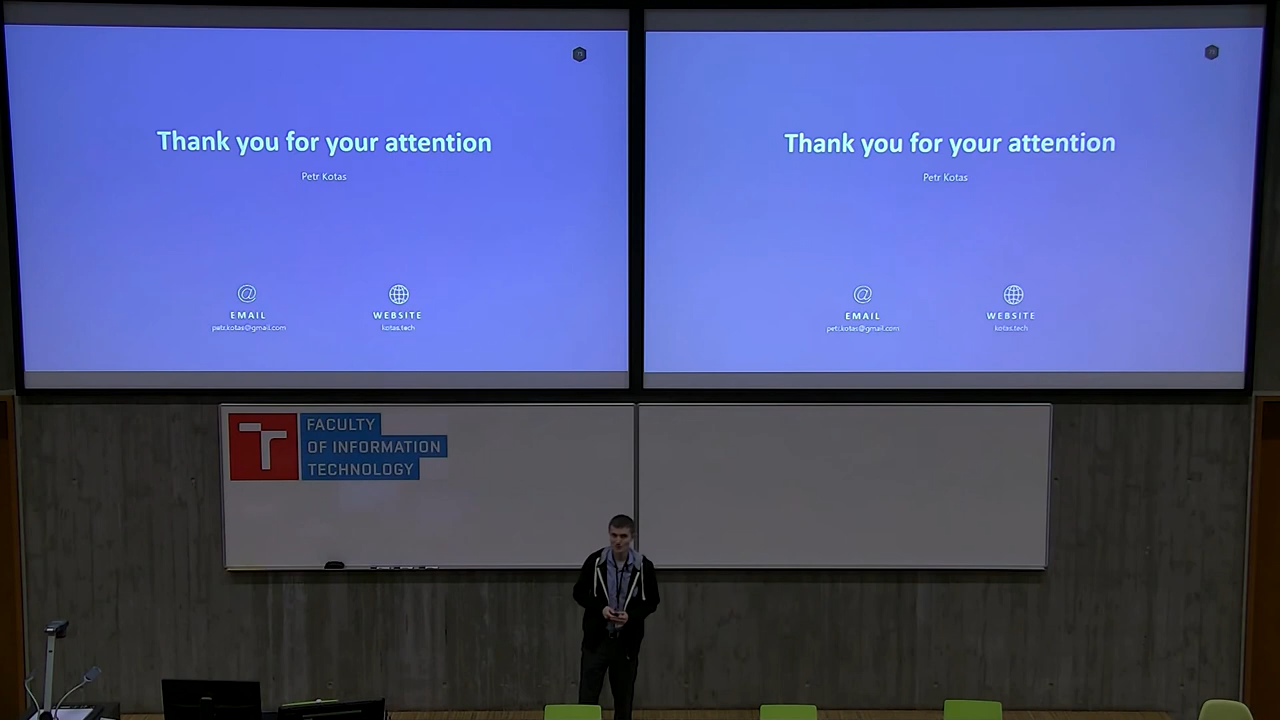 Thank you for your attention
Petr Kotas
@
EMAIL
petr.kotas@gmail.com
WEBSITE
kotas.tech
Thank you for your attention
Petr Kotas
@
EMAIL
petr.kotas@gmail.com
WEBSITE
kotas.tech
FACULTY
OF INFORMATION
TECHNOLOGY